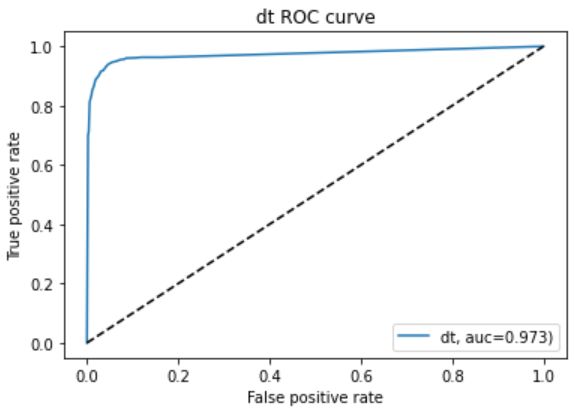 dt ROC curve
1.0
0.8
0.6
0.4
0.2
0.0
True positive rate
dt, auc=0.973)
0.0 0.2 0.4 0.6 0.8 1.0
False positive rate